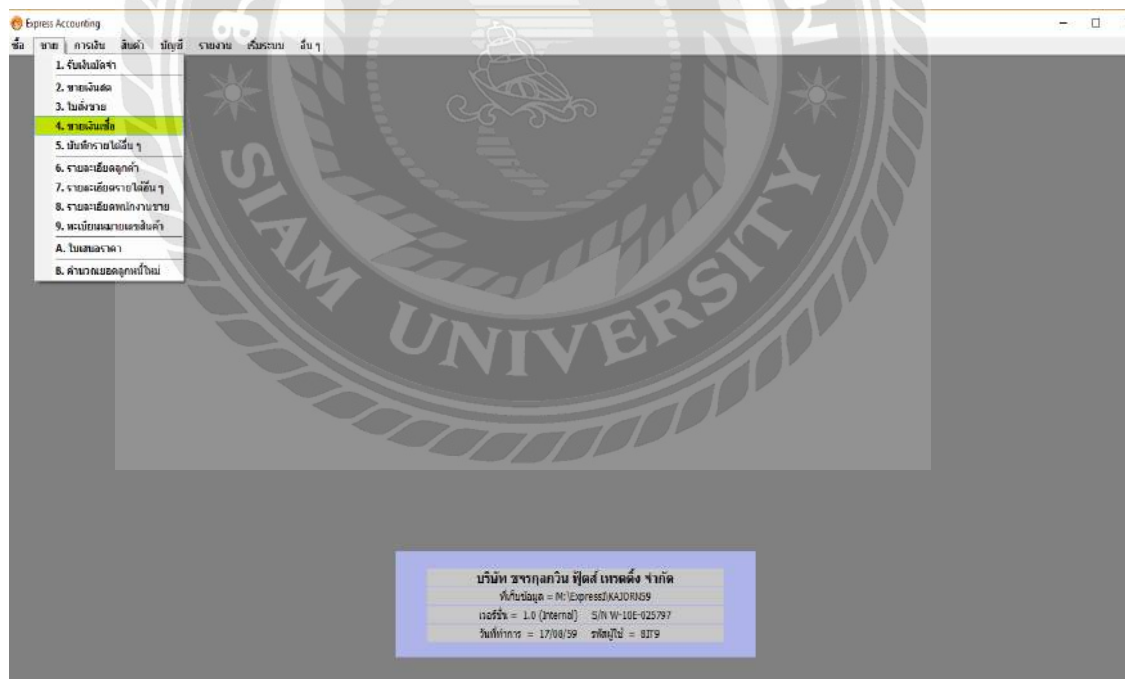 Express Accounting
ซื้อ ขาย การเงิน สินค้า บัญชี รายงาน เริ่มระบบ อื่น ๆ
1. รับเงินมัดจำ
2. ขายเงินสด
3. ใบสั่งขาย
4. ขายเงินเชื่อ
5. บันทึกรายได้อื่น ๆ
6. รายละเอียดลูกค้า
7. รายละเอียดรายได้อื่น ๆ
8. รายละเอียดพนักงานขาย
9. ทะเบียนหมายเลขสินค้า
A. ใบเสนอราคา
B. คำนวณยอดลูกหนี้ใหม่
SIAM UNIVERSITY
บริษัท ขจรกุลภวิน ฟู้ดส์ เทรดดิ้ง จำกัด
ที่เก็บข้อมูล = M:\ExpressI\KAJORN59
เวอร์ชั่น = 1.0 (Internal) S/N W-10E-025797
วันที่ทำการ = 17/08/59 รหัสผู้ใช้ = BIT9